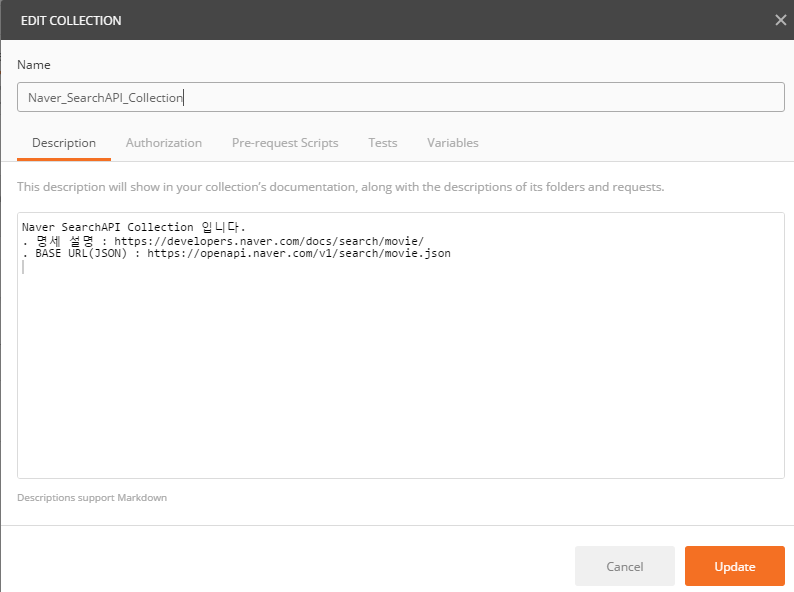 EDIT COLLECTION
Name
Naver_SearchAPI_Collection
Description Authorization Pre-request Scripts Tests Variables
This description will show in your collection's documentation, along with the descriptions of its folders and requests.
Naver SearchAPI Collection 입니다.
. 명세 설명 : https://developers.naver.com/docs/search/movie/
. BASE URL(JSON) : https://openapi.naver.com/v1/search/movie.json
Descriptions support Markdown
Cancel Update